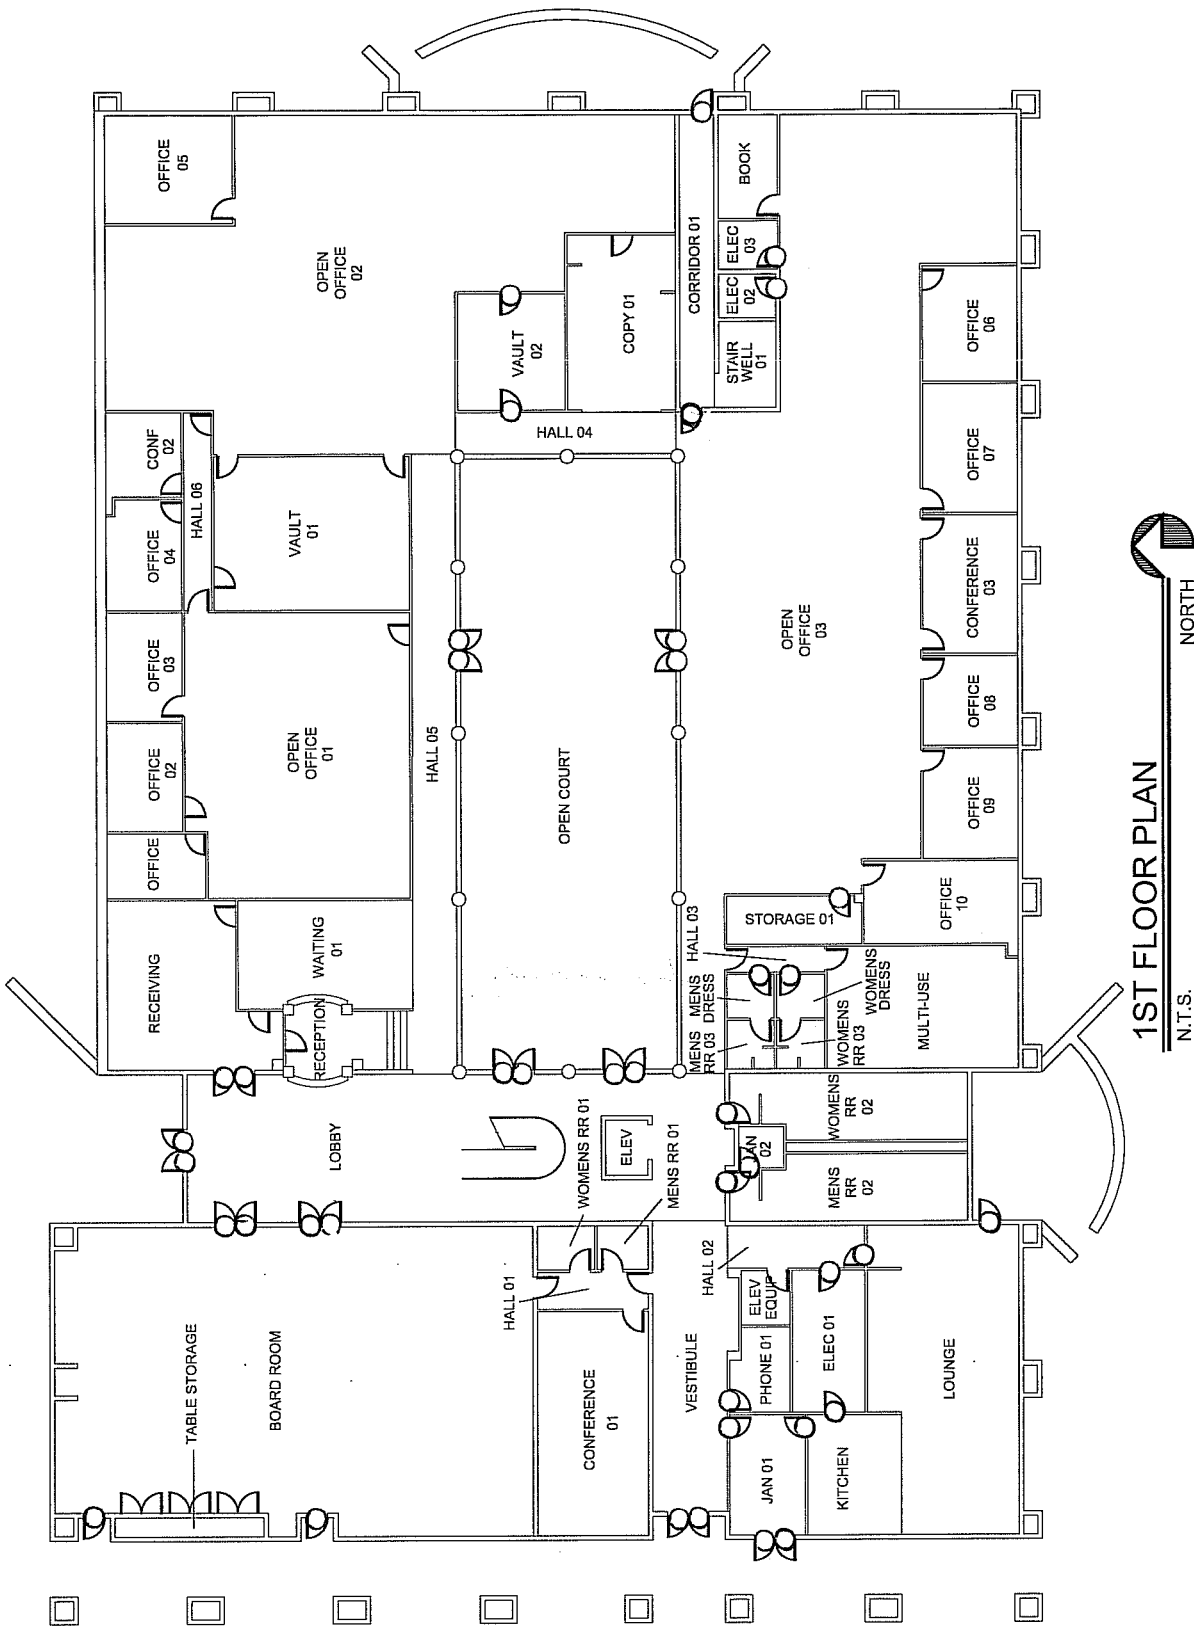 TABLE STORAGE
BOARD ROOM
HALL 01
CONFERENCE
01
VESTIBULE
JAN 01
KITCHEN
PHONE 01
ELEV
EQUIP
ELEC 01
HALL 02
LOUNGE
LOBBY
WOMENS RR 01
MENS RR 01
ELEV
MENS
RR
02
JAN
02
WOMENS
RR
02
RECEIVING
RECEPTION
WAITING
01
OFFICE
OFFICE
02
OFFICE
03
OFFICE
04
CONF
02
HALL 06
OPEN
OFFICE
01
VAULT
01
HALL 05
OPEN COURT
HALL 04
OFFICE
05
OPEN
OFFICE
02
VAULT
02
COPY 01
CORRIDOR 01
STAIR
WELL
01
ELEC
02
ELEC
03
BOOK
MENS
RR 03
MENS
DRESS
HALL 03
STORAGE 01
WOMENS
RR 03
WOMENS
DRESS
MULTI-USE
OPEN
OFFICE
03
OFFICE
10
OFFICE
09
OFFICE
08
CONFERENCE
03
OFFICE
07
OFFICE
06
1ST FLOOR PLAN
N.T.S.
NORTH